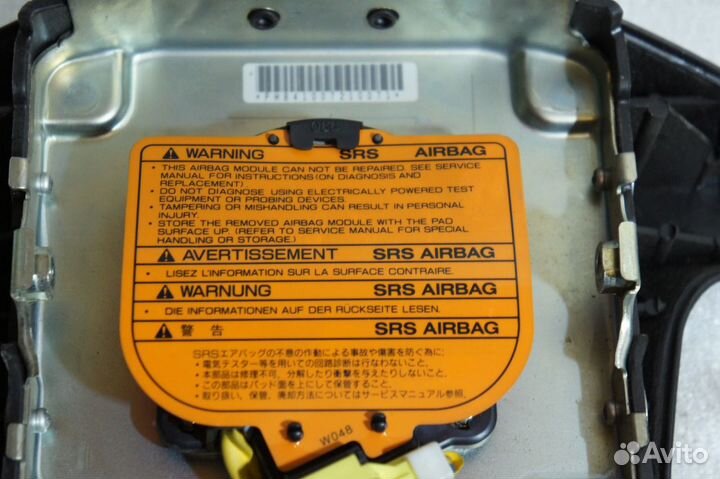 ⚠ WARNING SRS AIRBAG
• THIS AIRBAG MODULE CAN NOT BE REPAIRED. SEE SERVICE
MANUAL FOR INSTRUCTIONS (ON DIAGNOSIS AND
REPLACEMENT)
• DO NOT DIAGNOSE USING ELECTRICALLY POWERED TEST
EQUIPMENT OR PROBING DEVICES.
• TAMPERING OR MISHANDLING CAN RESULT IN PERSONAL
INJURY.
• STORE THE REMOVED AIRBAG MODULE WITH THE PAD
SURFACE UP. (REFER TO SERVICE MANUAL FOR SPECIAL
HANDLING OR STORAGE.)
⚠ AVERTISSEMENT SRS AIRBAG
• LISEZ L'INFORMATION SUR LA SURFACE CONTRAIRE.
⚠ WARNUNG SRS AIRBAG
• DIE INFORMATIONEN AUF DER RÜCKSEITE LESEN.
⚠ 警 告 SRS AIRBAG
SRSエアバッグの不意の作動による事故や傷害を防ぐ為に:
・電気テスター等を用いての回路診断は行なわないこと。
・本部品は修理不可、分解したり衝撃を与えたりしないこと。
・この部品はパッド面を上にして保管すること。
・取り扱い、保管、廃却方法についてはサービスマニュアル参照。
W048
Avito